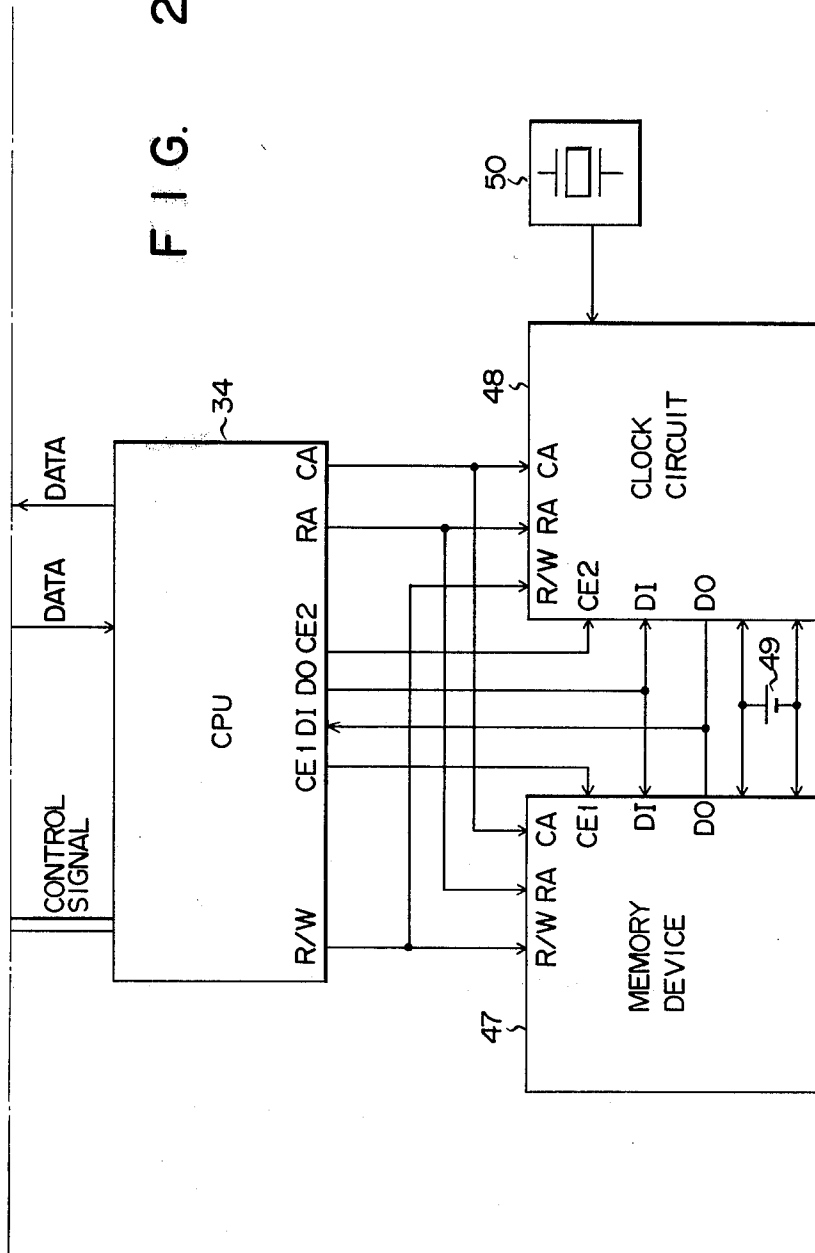 FIG. 2
CONTROL
SIGNAL
DATA
DATA
CPU
34
R/W
CE1
DI
DO
CE2
RA
CA
47
R/W
RA
CA
CE1
DI
DO
MEMORY
DEVICE
49
48
R/W
RA
CA
CE2
DI
DO
CLOCK
CIRCUIT
50